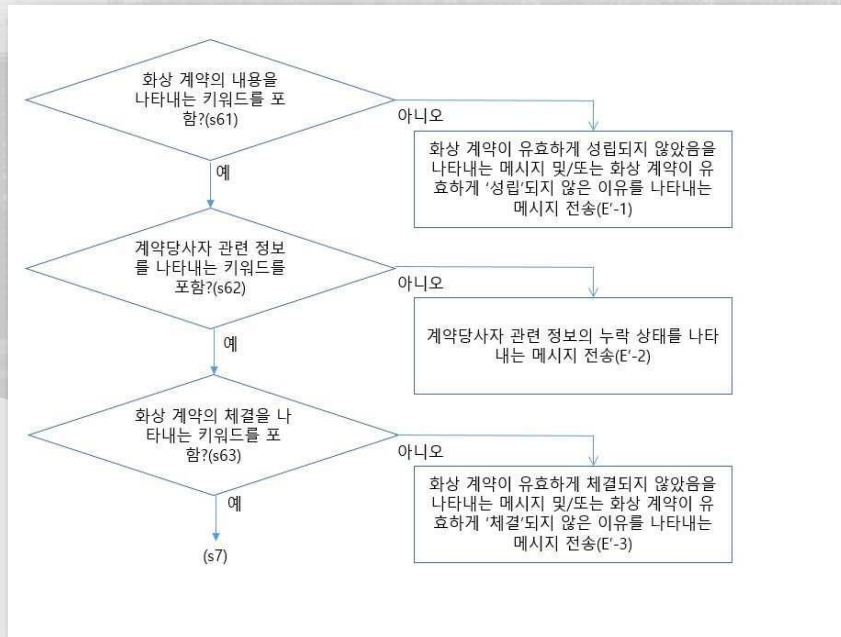 화상 계약의 내용을
나타내는 키워드를 포
함?(s61)
아니오
예
화상 계약이 유효하게 성립되지 않았음을
나타내는 메시지 및/또는 화상 계약이 유
효하게 '성립'되지 않은 이유를 나타내는
메시지 전송(E'-1)
계약당사자 관련 정보
를 나타내는 키워드를
포함?(s62)
아니오
예
계약당사자 관련 정보의 누락 상태를 나타
내는 메시지 전송(E'-2)
화상 계약의 체결을 나
타내는 키워드를 포
함?(s63)
아니오
예
화상 계약이 유효하게 체결되지 않았음을
나타내는 메시지 및/또는 화상 계약이 유
효하게 '체결'되지 않은 이유를 나타내는
메시지 전송(E'-3)
(s7)